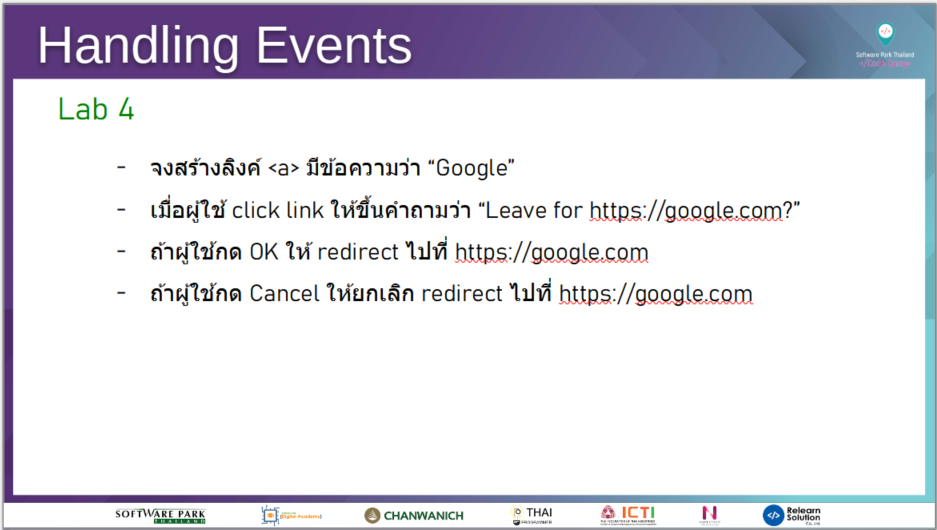 Handling Events
Software Park Thailand
Lab 4
- จงสร้างลิงค์ <a> มีข้อความว่า “Google”
- เมื่อผู้ใช้ click link ให้ขึ้นคำถามว่า “Leave for https://google.com?”
- ถ้าผู้ใช้กด OK ให้ redirect ไปที่ https://google.com
- ถ้าผู้ใช้กด Cancel ให้ยกเลิก redirect ไปที่ https://google.com
SOFTWARE PARK
THAILAND
Digital Academy
CHANWANICH
THAI
PROGRAMMER
ICTI
Relearn
Solution
Co., Ltd.